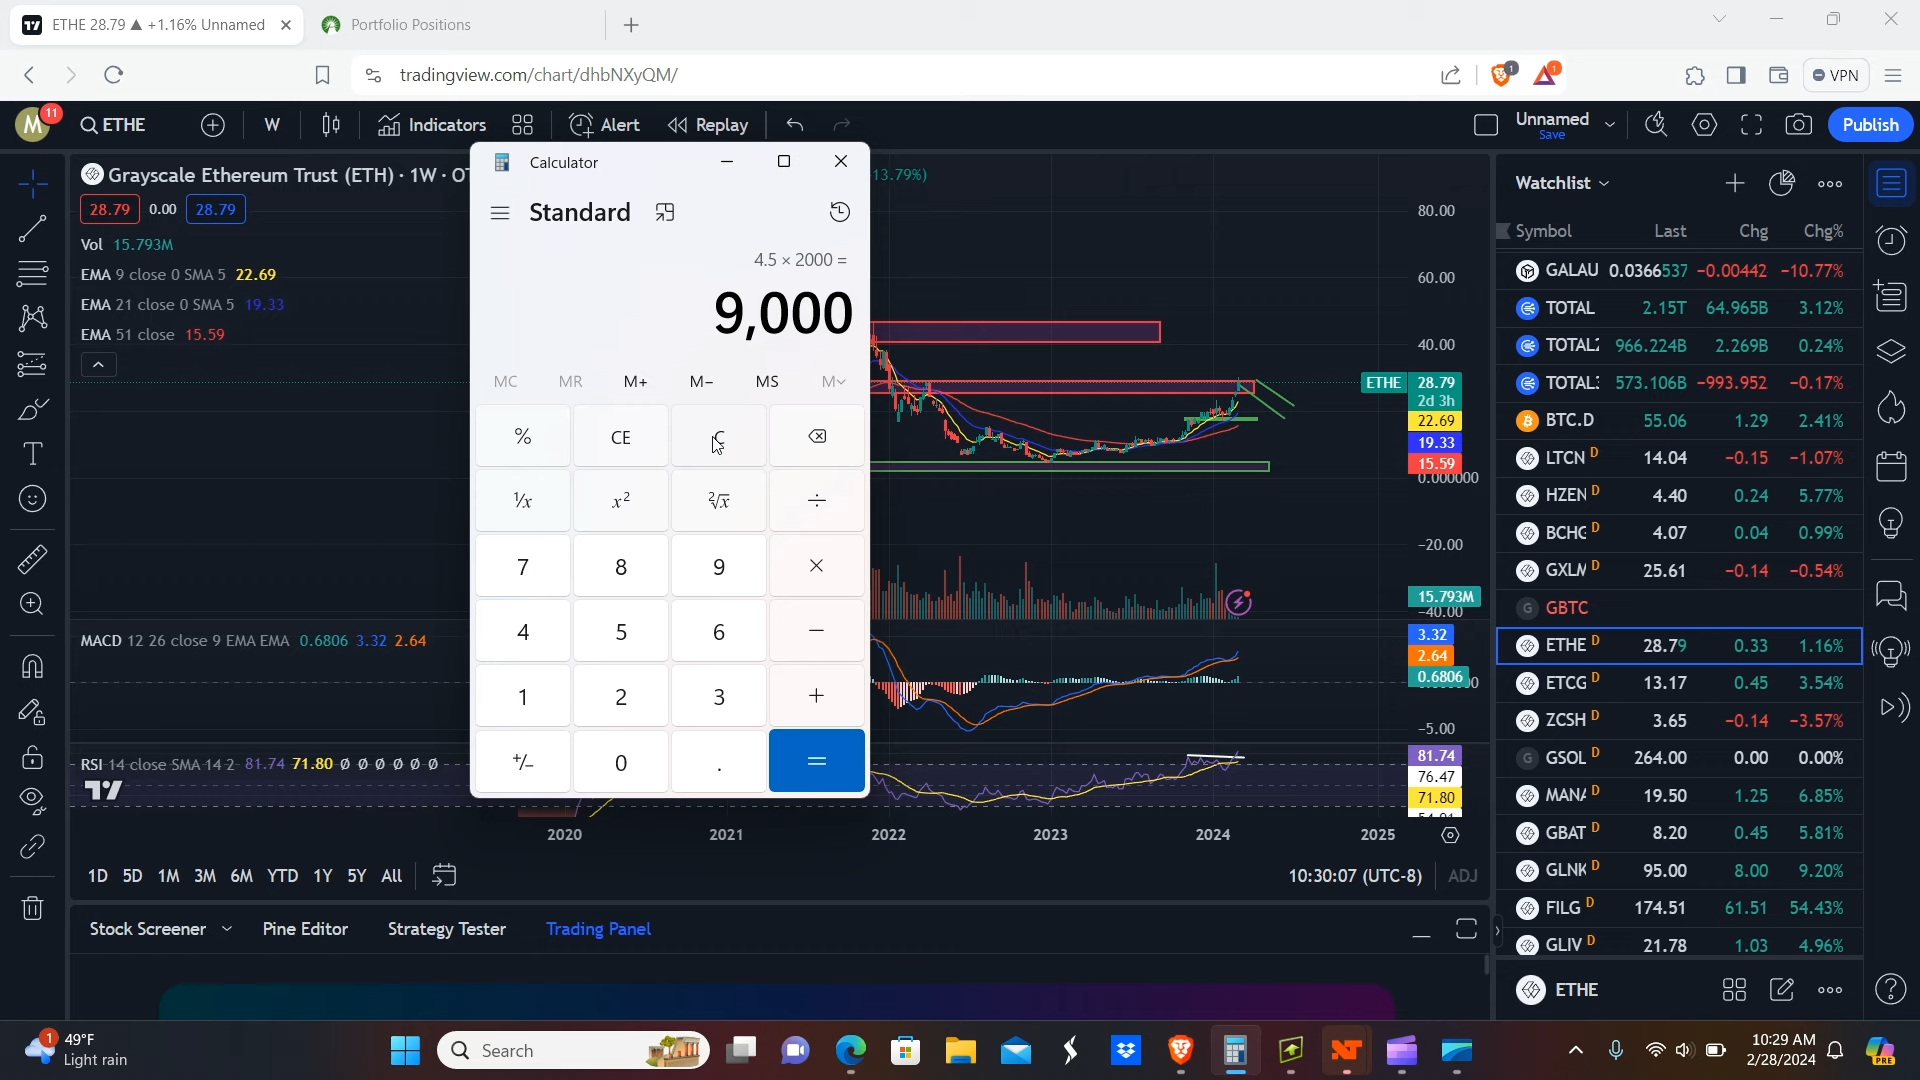 ETHE 28.79 ▲ +1.16% Unnamed
Portfolio Positions
tradingview.com/chart/dhbNXyQM/
1
1
VPN
M
11
ETHE
W
Indicators
Alert
Replay
Unnamed
Save
Publish
Grayscale Ethereum Trust (ETH) · 1W · OT
13.79%)
28.79 0.00 28.79
Vol 15.793M
EMA 9 close 0 SMA 5 22.69
EMA 21 close 0 SMA 5 19.33
EMA 51 close 15.59
MACD 12 26 close 9 EMA EMA 0.6806 3.32 2.64
RSI 14 close SMA 14 2 81.74 71.80 Ø Ø Ø Ø Ø Ø
Calculator
Standard
4.5 × 2000 =
9,000
MC MR M+ M− MS M˅
% CE C
¹/x x² ²√x ÷
7 8 9 ×
4 5 6 −
1 2 3 +
+/− 0 . =
80.00
60.00
40.00
ETHE 28.79
2d 3h
22.69
19.33
15.59
0.000000
−20.00
15.793M
−40.00
3.32
2.64
0.6806
−5.00
81.74
76.47
71.80
2020 2021 2022 2023 2024 2025
1D 5D 1M 3M 6M YTD 1Y 5Y All
10:30:07 (UTC-8) ADJ
Stock Screener Pine Editor Strategy Tester Trading Panel
Watchlist
Symbol Last Chg Chg%
GALAU 0.0366537 −0.00442 −10.77%
TOTAL 2.15T 64.965B 3.12%
TOTAL2 966.224B 2.269B 0.24%
TOTAL3 573.106B −993.952 −0.17%
BTC.D 55.06 1.29 2.41%
LTCN D 14.04 −0.15 −1.07%
HZEN D 4.40 0.24 5.77%
BCHG D 4.07 0.04 0.99%
GXLM D 25.61 −0.14 −0.54%
G GBTC
ETHE D 28.79 0.33 1.16%
ETCG D 13.17 0.45 3.54%
ZCSH D 3.65 −0.14 −3.57%
G GSOL D 264.00 0.00 0.00%
MANA D 19.50 1.25 6.85%
GBAT D 8.20 0.45 5.81%
GLNK D 95.00 8.00 9.20%
FILG D 174.51 61.51 54.43%
GLIV D 21.78 1.03 4.96%
ETHE
1
49°F
Light rain
Search
10:29 AM
2/28/2024
PRE